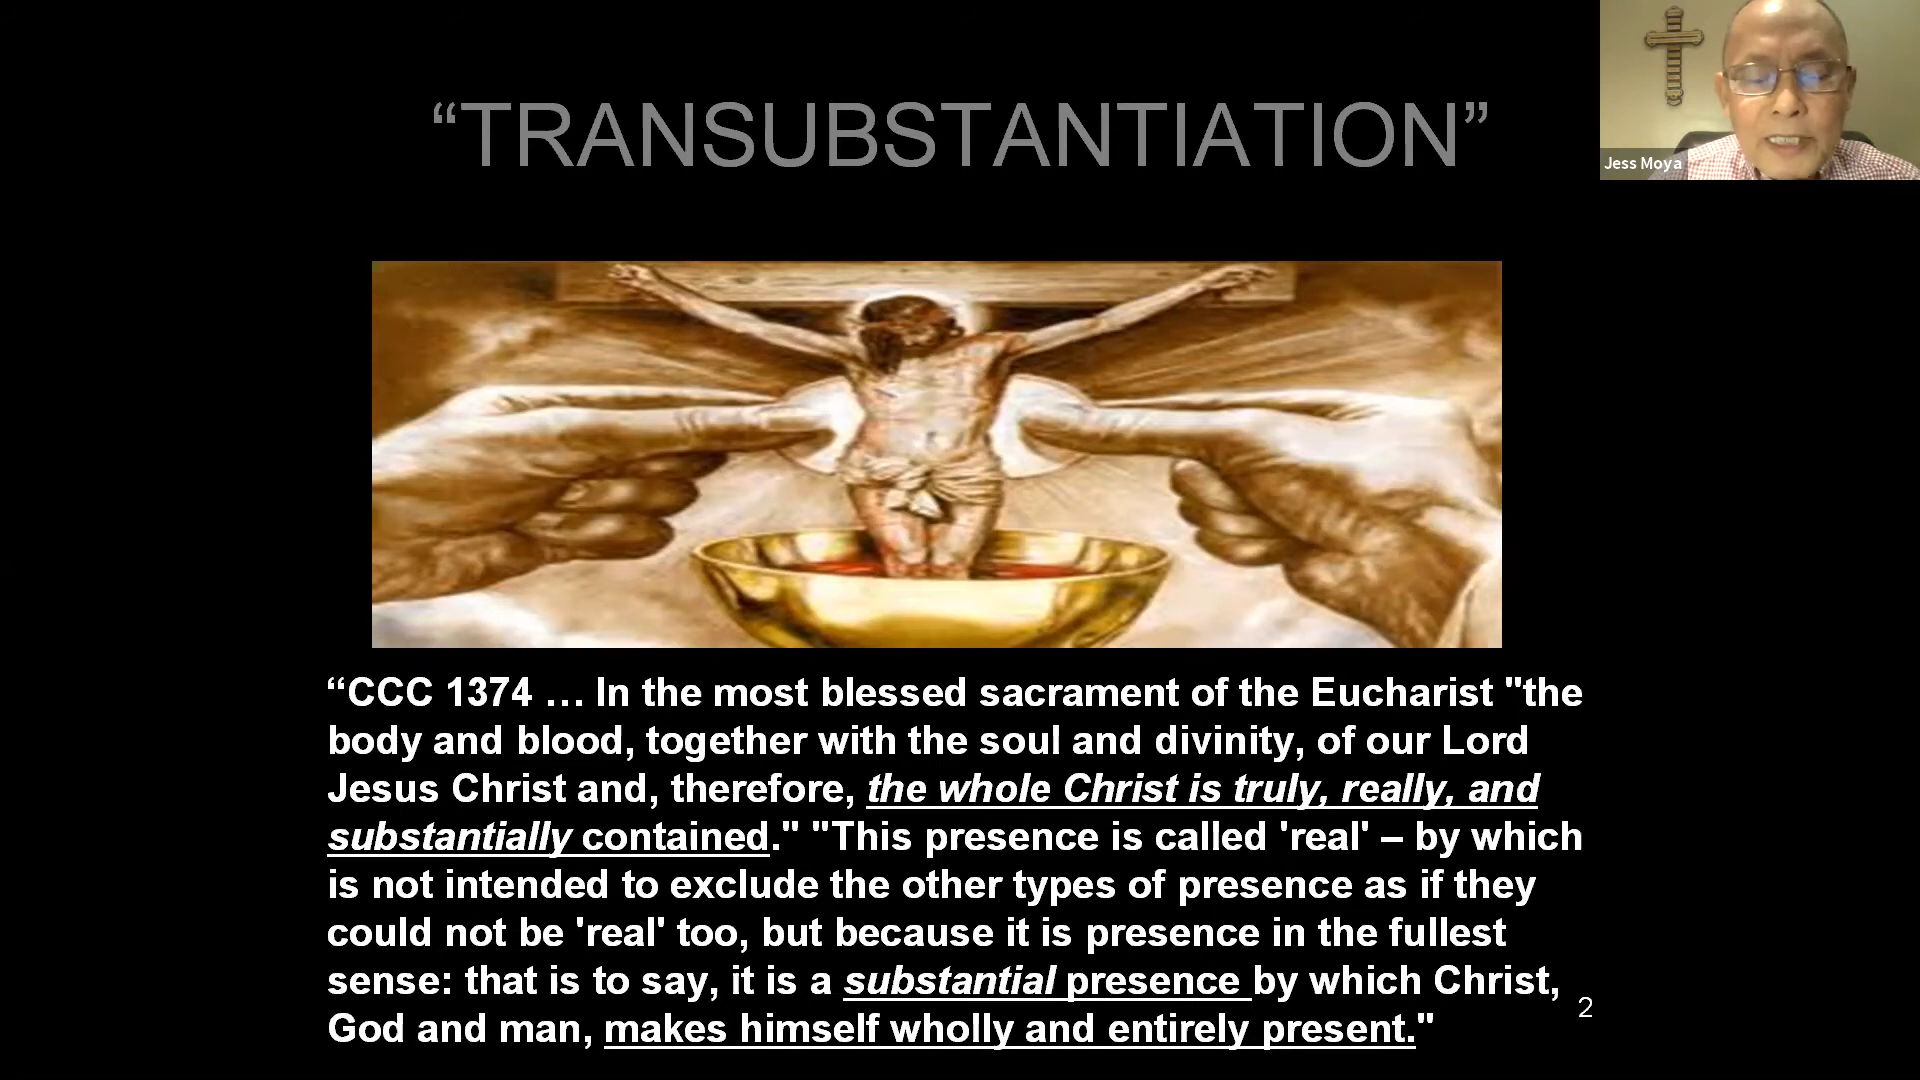 “TRANSUBSTANTIATION”
Jess Moya
“CCC 1374 … In the most blessed sacrament of the Eucharist "the
body and blood, together with the soul and divinity, of our Lord
Jesus Christ and, therefore, the whole Christ is truly, really, and
substantially contained." "This presence is called 'real' – by which
is not intended to exclude the other types of presence as if they
could not be 'real' too, but because it is presence in the fullest
sense: that is to say, it is a substantial presence by which Christ,
God and man, makes himself wholly and entirely present."
2